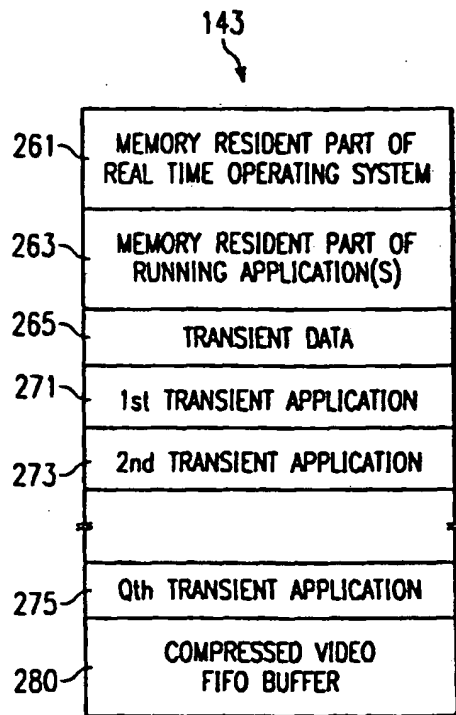 143
261
MEMORY RESIDENT PART OF
REAL TIME OPERATING SYSTEM
263
MEMORY RESIDENT PART OF
RUNNING APPLICATION(S)
265
TRANSIENT DATA
271
1st TRANSIENT APPLICATION
273
2nd TRANSIENT APPLICATION
275
Qth TRANSIENT APPLICATION
280
COMPRESSED VIDEO
FIFO BUFFER